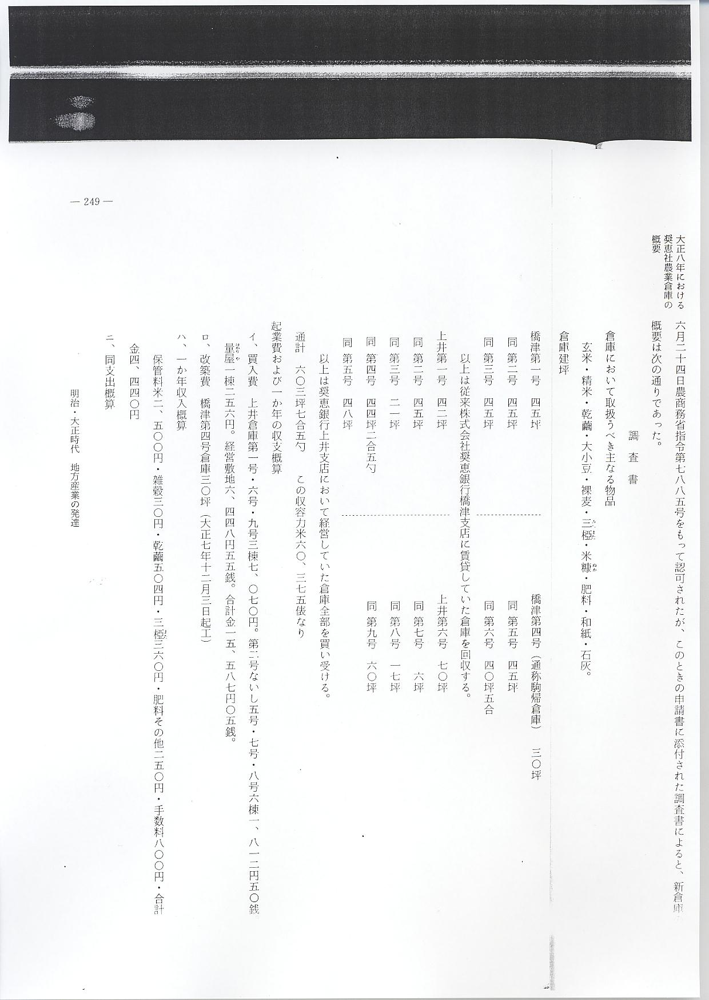 大正八年における
奨恵社農業倉庫の
概要
六月二十四日農商務省指令第七八八五号をもって認可されたが、このときの申請書に添付された調査書によると、新倉庫の
概要は次の通りであった。
調査書
倉庫において取扱うべき主なる物品
玄米・精米・乾繭・大小豆・裸麦・三椏・米糠・肥料・和紙・石灰。
倉庫建坪
橋津第一号 四五坪 橋津第四号（通称駒帰倉庫） 三〇坪
同 第二号 四五坪 同 第五号 四五坪
同 第三号 四五坪 同 第六号 四〇坪五合
以上は従来株式会社奨恵銀行橋津支店に賃貸していた倉庫を回収する。
上井第一号 四二坪 上井第六号 七〇坪
同 第二号 四五坪 同 第七号 六坪
同 第三号 二一坪 同 第八号 一七坪
同 第四号 四四坪二合五勺 同 第九号 六〇坪
同 第五号 四八坪
以上は奨恵銀行上井支店において経営していた倉庫全部を買い受ける。
通計 六〇三坪七合五勺 この収容力米六〇、三七五俵なり
起業費および一か年の収支概算
イ、買入費 上井倉庫第一号・六号・九号三棟七、〇七〇円。第二号ないし五号・七号・八号六棟一、八一二円五〇銭
量屋一棟二五六円。経営敷地六、四四八円五五銭。合計金一五、五八七円〇五銭。
ロ、改築費 橋津第四号倉庫三〇坪（大正七年十二月三日起工）
ハ、一か年収入概算
保管料米二、五〇〇円・雑穀三〇円・乾繭五〇四円・三椏三六〇円・肥料その他二五〇円・手数料八〇〇円・合計
金四、四四〇円
ニ、同支出概算
明治・大正時代 地方産業の発達
— 249 —